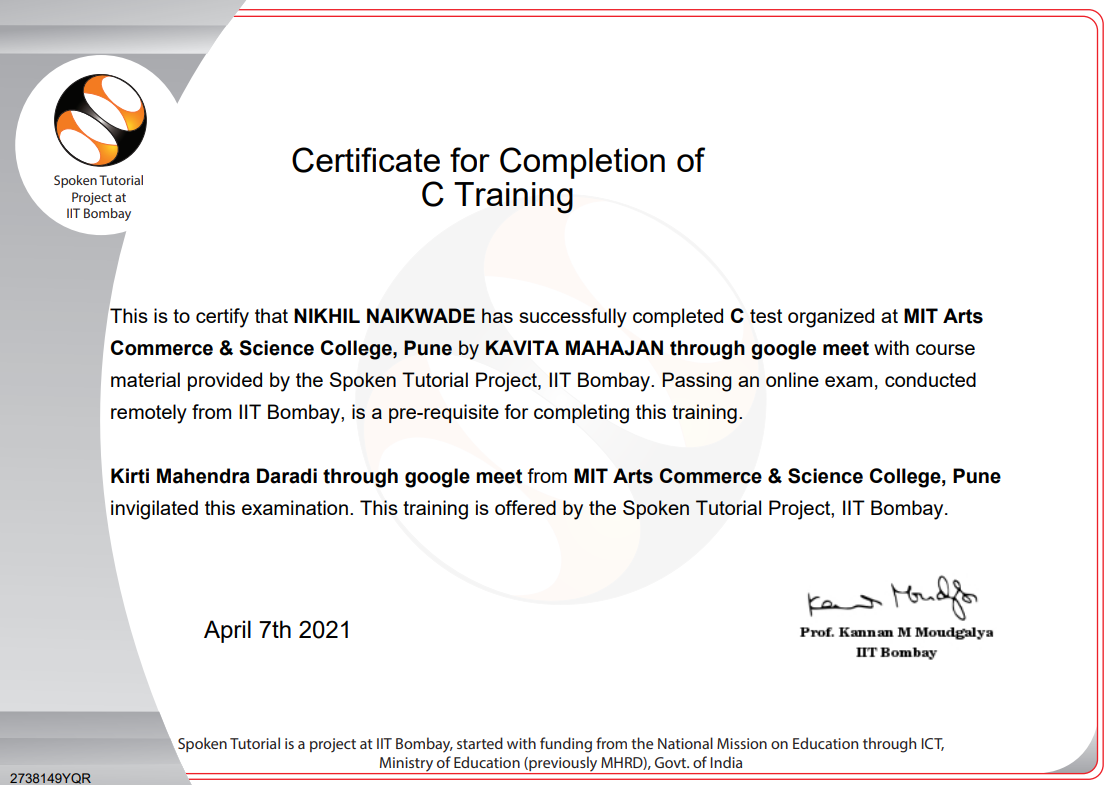 Spoken Tutorial
Project at
IIT Bombay
Certificate for Completion of
C Training
This is to certify that NIKHIL NAIKWADE has successfully completed C test organized at MIT Arts
Commerce & Science College, Pune by KAVITA MAHAJAN through google meet with course
material provided by the Spoken Tutorial Project, IIT Bombay. Passing an online exam, conducted
remotely from IIT Bombay, is a pre-requisite for completing this training.
Kirti Mahendra Daradi through google meet from MIT Arts Commerce & Science College, Pune
invigilated this examination. This training is offered by the Spoken Tutorial Project, IIT Bombay.
April 7th 2021
Prof. Kannan M Moudgalya
IIT Bombay
Spoken Tutorial is a project at IIT Bombay, started with funding from the National Mission on Education through ICT,
Ministry of Education (previously MHRD), Govt. of India
2738149YQR